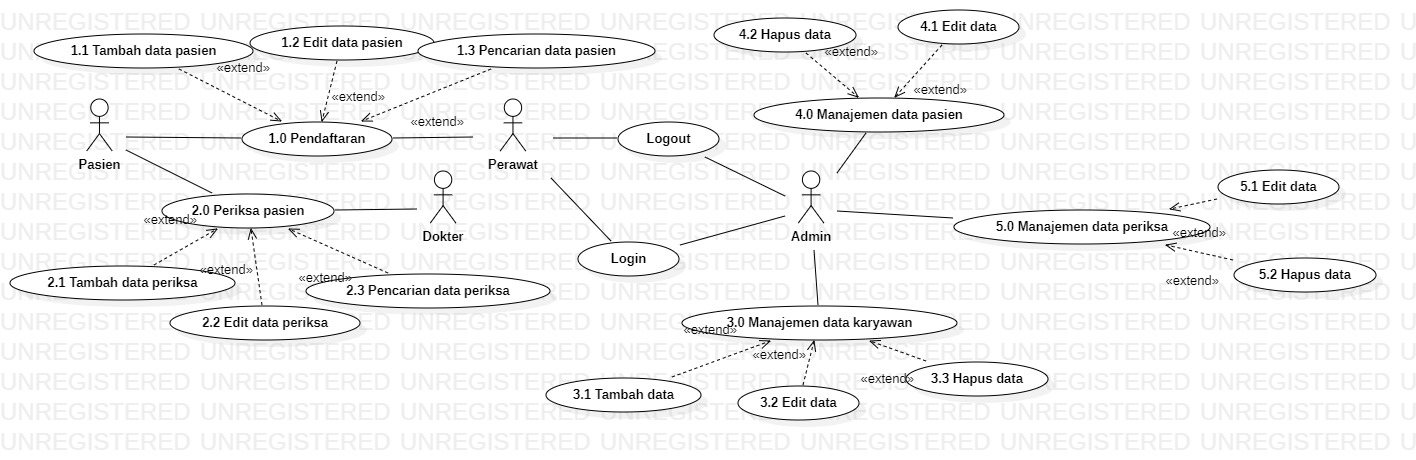 1.1 Tambah data pasien
1.2 Edit data pasien
1.3 Pencarian data pasien
«extend»
«extend»
«extend»
4.2 Hapus data
4.1 Edit data
«extend»
«extend»
4.0 Manajemen data pasien
Pasien
1.0 Pendaftaran
Perawat
Logout
2.0 Periksa pasien
«extend»
Dokter
Login
Admin
5.1 Edit data
5.0 Manajemen data periksa
«extend»
5.2 Hapus data
«extend»
2.1 Tambah data periksa
«extend»
2.2 Edit data periksa
«extend»
2.3 Pencarian data periksa
3.0 Manajemen data karyawan
«extend»
«extend»
«extend»
3.1 Tambah data
3.2 Edit data
3.3 Hapus data
UNREGISTERED UNREGISTERED UNREGISTERED UNREGISTERED UNREGISTERED UNREGISTERED UNREGISTERED